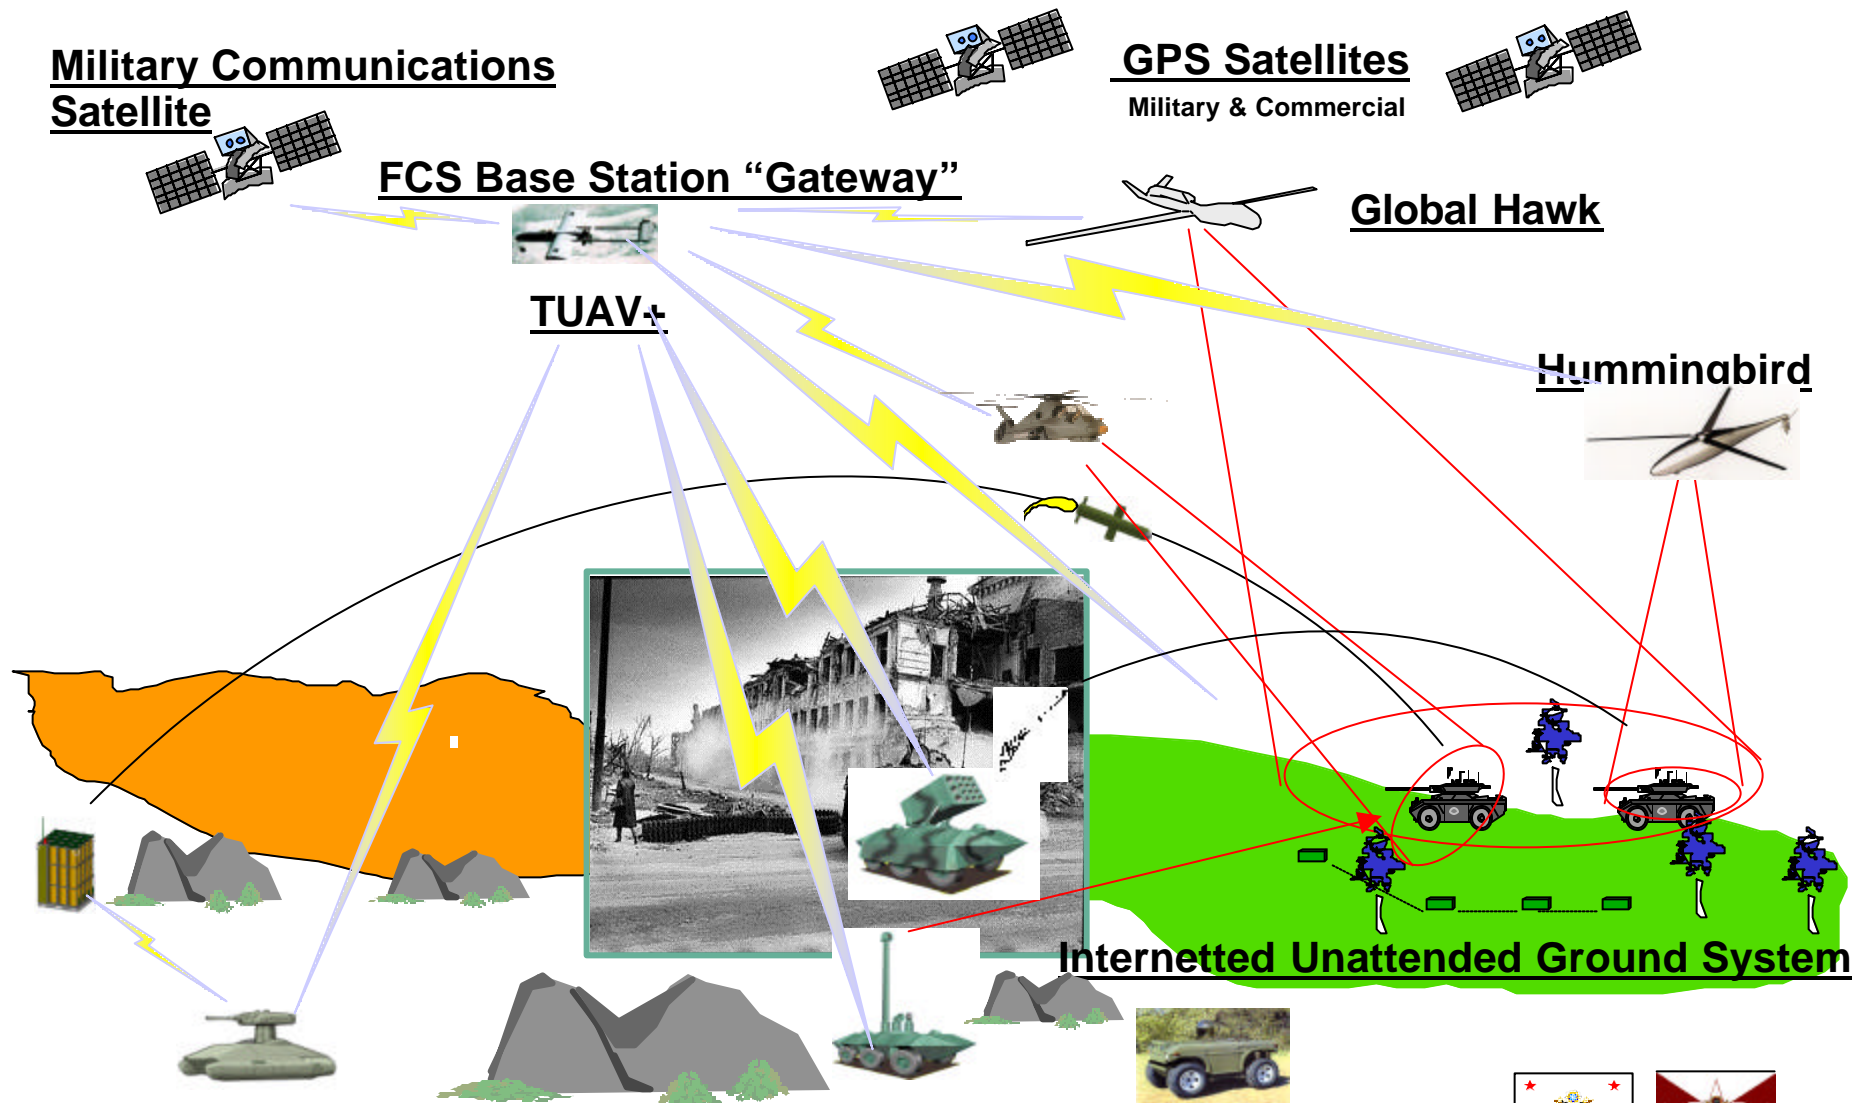 Military Communications
Satellite
GPS Satellites
Military & Commercial
FCS Base Station “Gateway”
Global Hawk
TUAV+
Hummingbird
Internetted Unattended Ground System